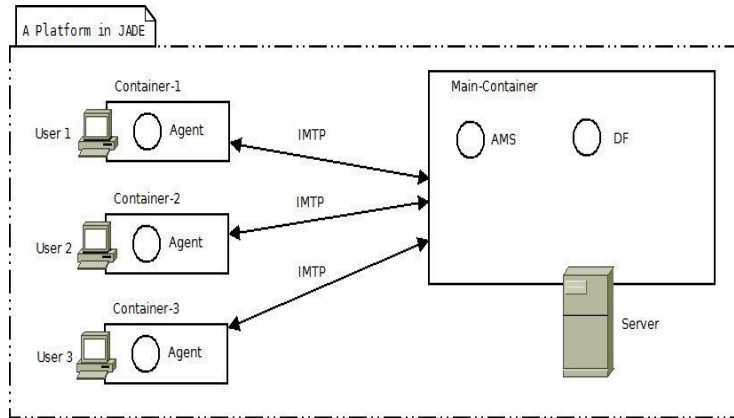 A Platform in JADE
Container-1
User 1
Agent
IMTP
Main-Container
AMS
DF
Container-2
User 2
Agent
IMTP
Container-3
User 3
Agent
IMTP
Server